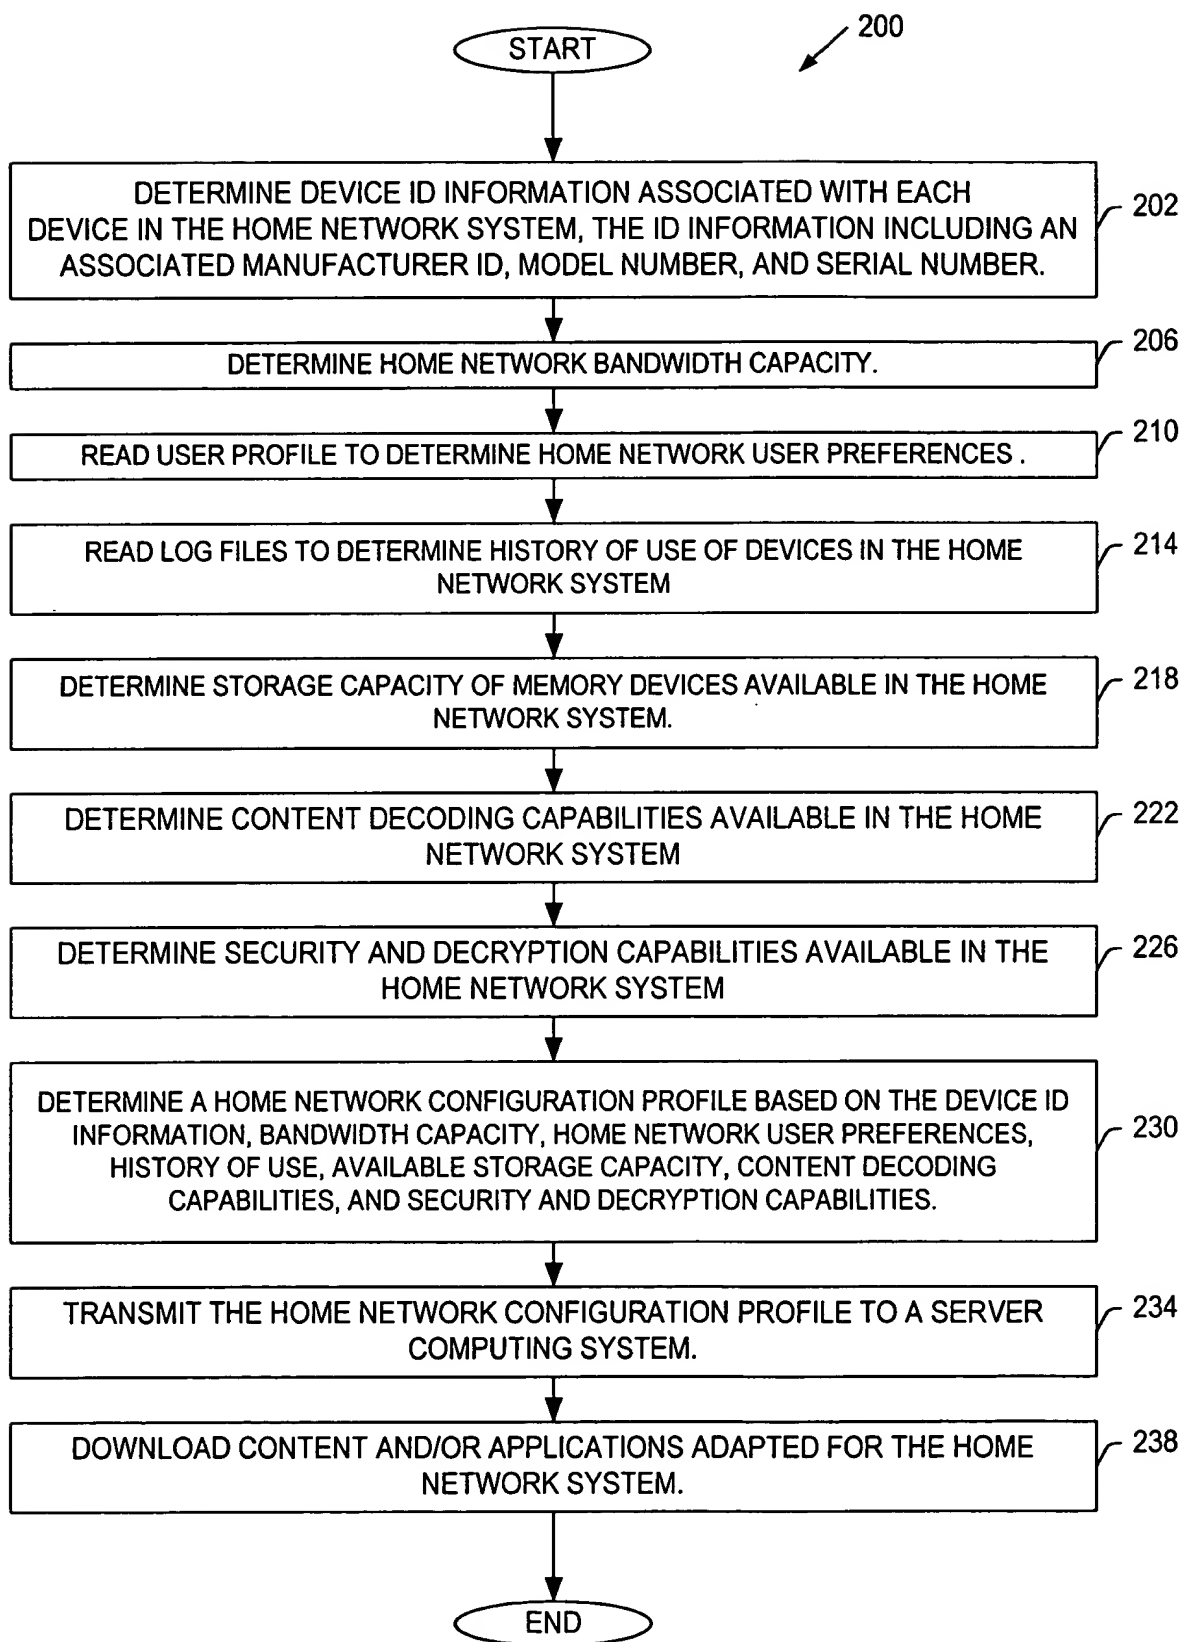 200
START
DETERMINE DEVICE ID INFORMATION ASSOCIATED WITH EACH
DEVICE IN THE HOME NETWORK SYSTEM, THE ID INFORMATION INCLUDING AN
ASSOCIATED MANUFACTURER ID, MODEL NUMBER, AND SERIAL NUMBER.
202
DETERMINE HOME NETWORK BANDWIDTH CAPACITY.
206
READ USER PROFILE TO DETERMINE HOME NETWORK USER PREFERENCES .
210
READ LOG FILES TO DETERMINE HISTORY OF USE OF DEVICES IN THE HOME
NETWORK SYSTEM
214
DETERMINE STORAGE CAPACITY OF MEMORY DEVICES AVAILABLE IN THE HOME
NETWORK SYSTEM.
218
DETERMINE CONTENT DECODING CAPABILITIES AVAILABLE IN THE HOME
NETWORK SYSTEM
222
DETERMINE SECURITY AND DECRYPTION CAPABILITIES AVAILABLE IN THE
HOME NETWORK SYSTEM
226
DETERMINE A HOME NETWORK CONFIGURATION PROFILE BASED ON THE DEVICE ID
INFORMATION, BANDWIDTH CAPACITY, HOME NETWORK USER PREFERENCES,
HISTORY OF USE, AVAILABLE STORAGE CAPACITY, CONTENT DECODING
CAPABILITIES, AND SECURITY AND DECRYPTION CAPABILITIES.
230
TRANSMIT THE HOME NETWORK CONFIGURATION PROFILE TO A SERVER
COMPUTING SYSTEM.
234
DOWNLOAD CONTENT AND/OR APPLICATIONS ADAPTED FOR THE HOME
NETWORK SYSTEM.
238
END